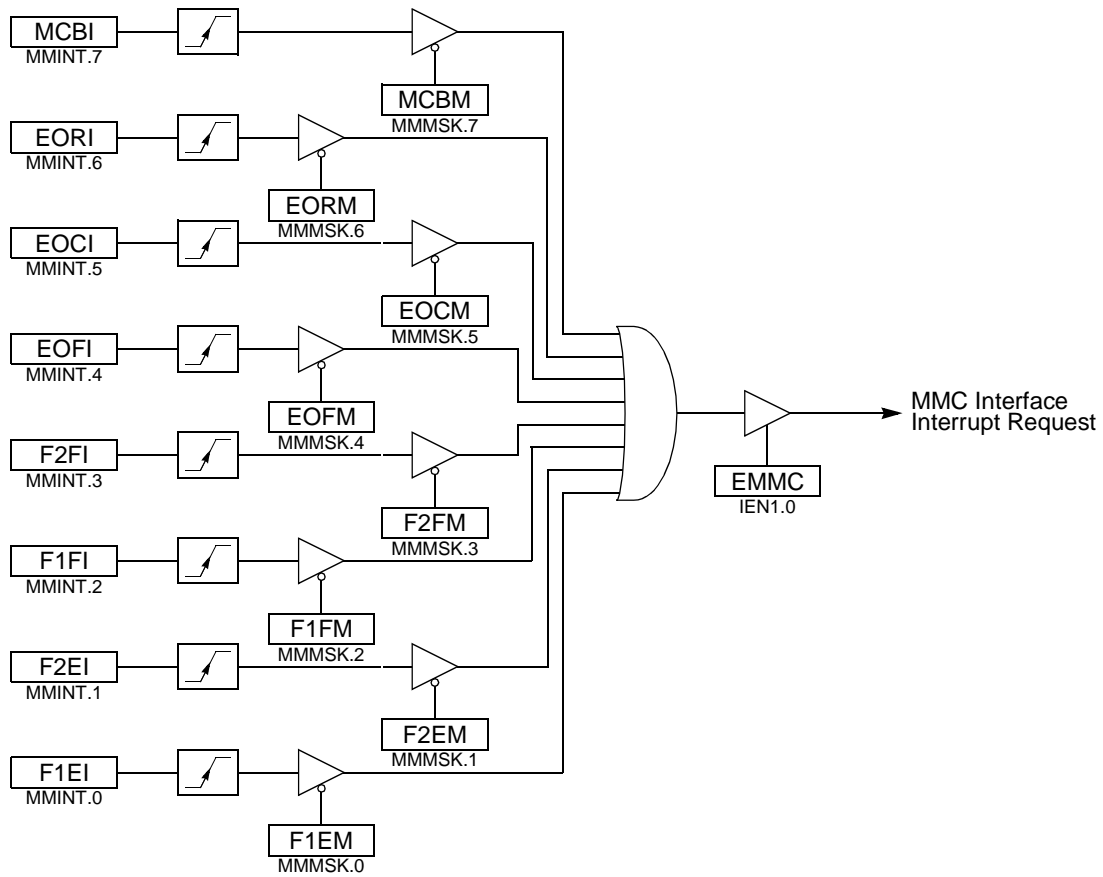 MCBI
MMINT.7
MCBM
MMMSK.7
EORI
MMINT.6
EORM
MMMSK.6
EOCI
MMINT.5
EOCM
MMMSK.5
EOFI
MMINT.4
EOFM
MMMSK.4
MMC Interface
Interrupt Request
EMMC
IEN1.0
F2FI
MMINT.3
F2FM
MMMSK.3
F1FI
MMINT.2
F1FM
MMMSK.2
F2EI
MMINT.1
F2EM
MMMSK.1
F1EI
MMINT.0
F1EM
MMMSK.0